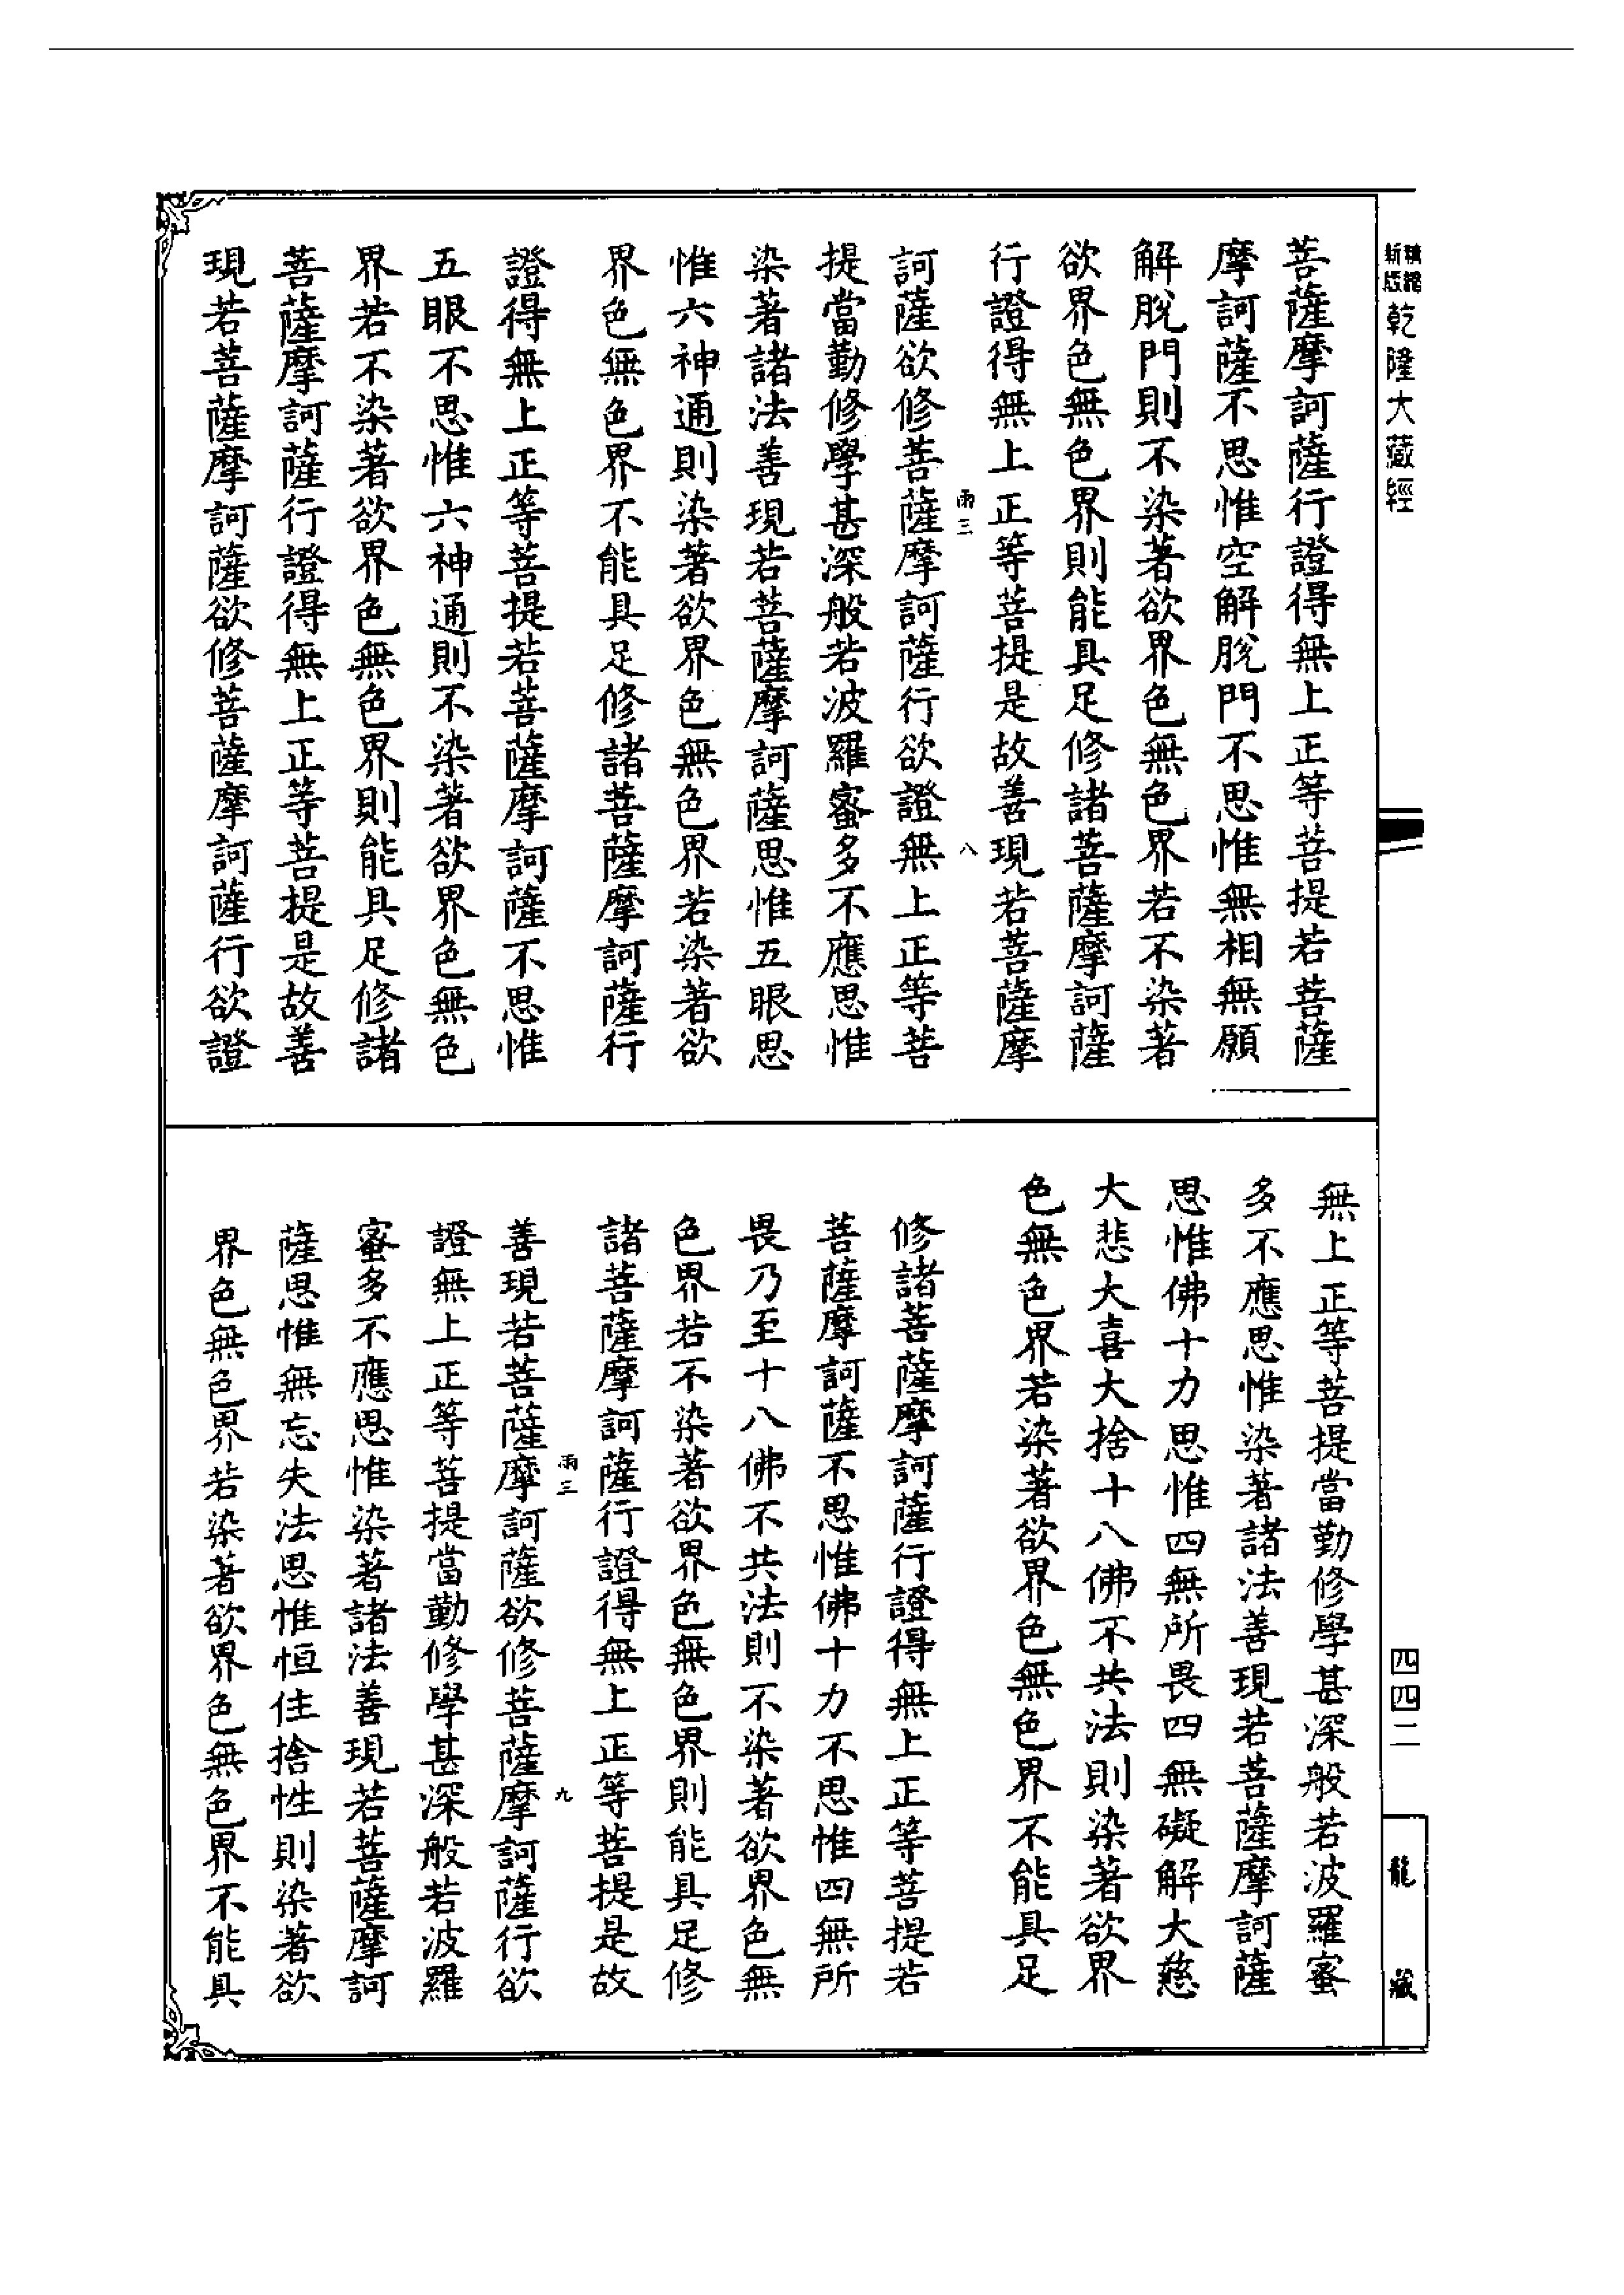 精縮新版乾隆大藏經
菩薩摩訶薩行證得無上正等菩提若菩薩
摩訶薩不思惟空解脫門不思惟無相無願
解脫門則不染著欲界色無色界若不染著
欲界色無色界則能具足修諸菩薩摩訶薩
行證得無上正等菩提是故善現若菩薩摩
雨三 八
訶薩欲修菩薩摩訶薩行欲證無上正等菩
提當勤修學甚深般若波羅蜜多不應思惟
染著諸法善現若菩薩摩訶薩思惟五眼思
惟六神通則染著欲界色無色界若染著欲
界色無色界不能具足修諸菩薩摩訶薩行
證得無上正等菩提若菩薩摩訶薩不思惟
五眼不思惟六神通則不染著欲界色無色
界若不染著欲界色無色界則能具足修諸
菩薩摩訶薩行證得無上正等菩提是故善
現若菩薩摩訶薩欲修菩薩摩訶薩行欲證
無上正等菩提當勤修學甚深般若波羅蜜
多不應思惟染著諸法善現若菩薩摩訶薩
思惟佛十力思惟四無所畏四無礙解大慈
大悲大喜大捨十八佛不共法則染著欲界
色無色界若染著欲界色無色界不能具足
修諸菩薩摩訶薩行證得無上正等菩提若
菩薩摩訶薩不思惟佛十力不思惟四無所
畏乃至十八佛不共法則不染著欲界色無
色界若不染著欲界色無色界則能具足修
諸菩薩摩訶薩行證得無上正等菩提是故
雨三 九
善現若菩薩摩訶薩欲修菩薩摩訶薩行欲
證無上正等菩提當勤修學甚深般若波羅
蜜多不應思惟染著諸法善現若菩薩摩訶
薩思惟無忘失法思惟恒住捨性則染著欲
界色無色界若染著欲界色無色界不能具
四四二
龍藏